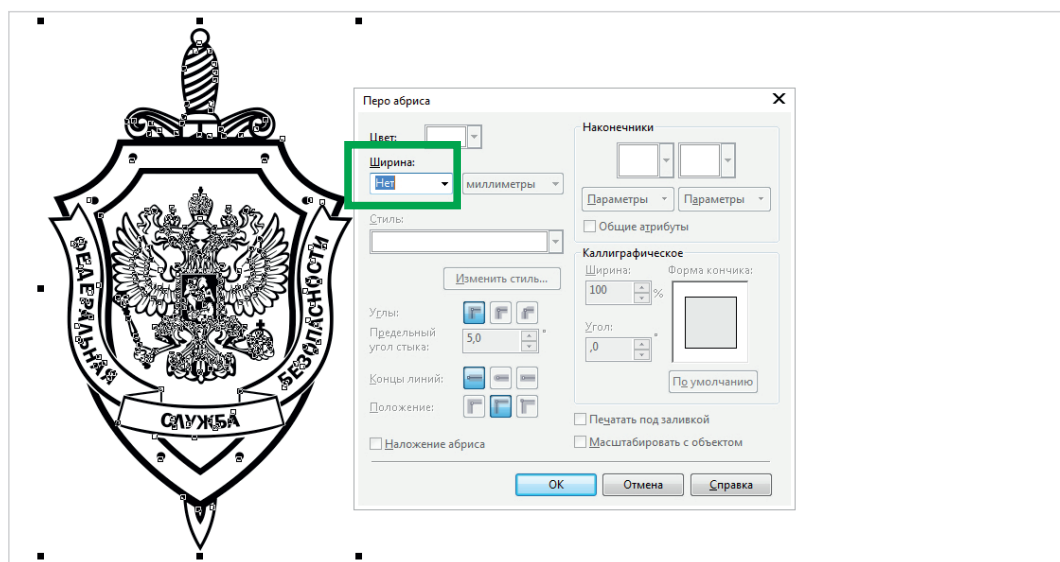 ФЕДЕРАЛЬНАЯ
СЛУЖБА
БЕЗОПАСНОСТИ
Перо абриса
Цвет:
Ширина:
Нет
миллиметры
Стиль:
Изменить стиль...
Углы:
Предельный
угол стыка:
5,0
°
Концы линий:
Положение:
Наложение абриса
Наконечники
Параметры
Параметры
Общие атрибуты
Каллиграфическое
Ширина:
Форма кончика:
100
%
Угол:
,0
°
По умолчанию
Печатать под заливкой
Масштабировать с объектом
ОК
Отмена
Справка